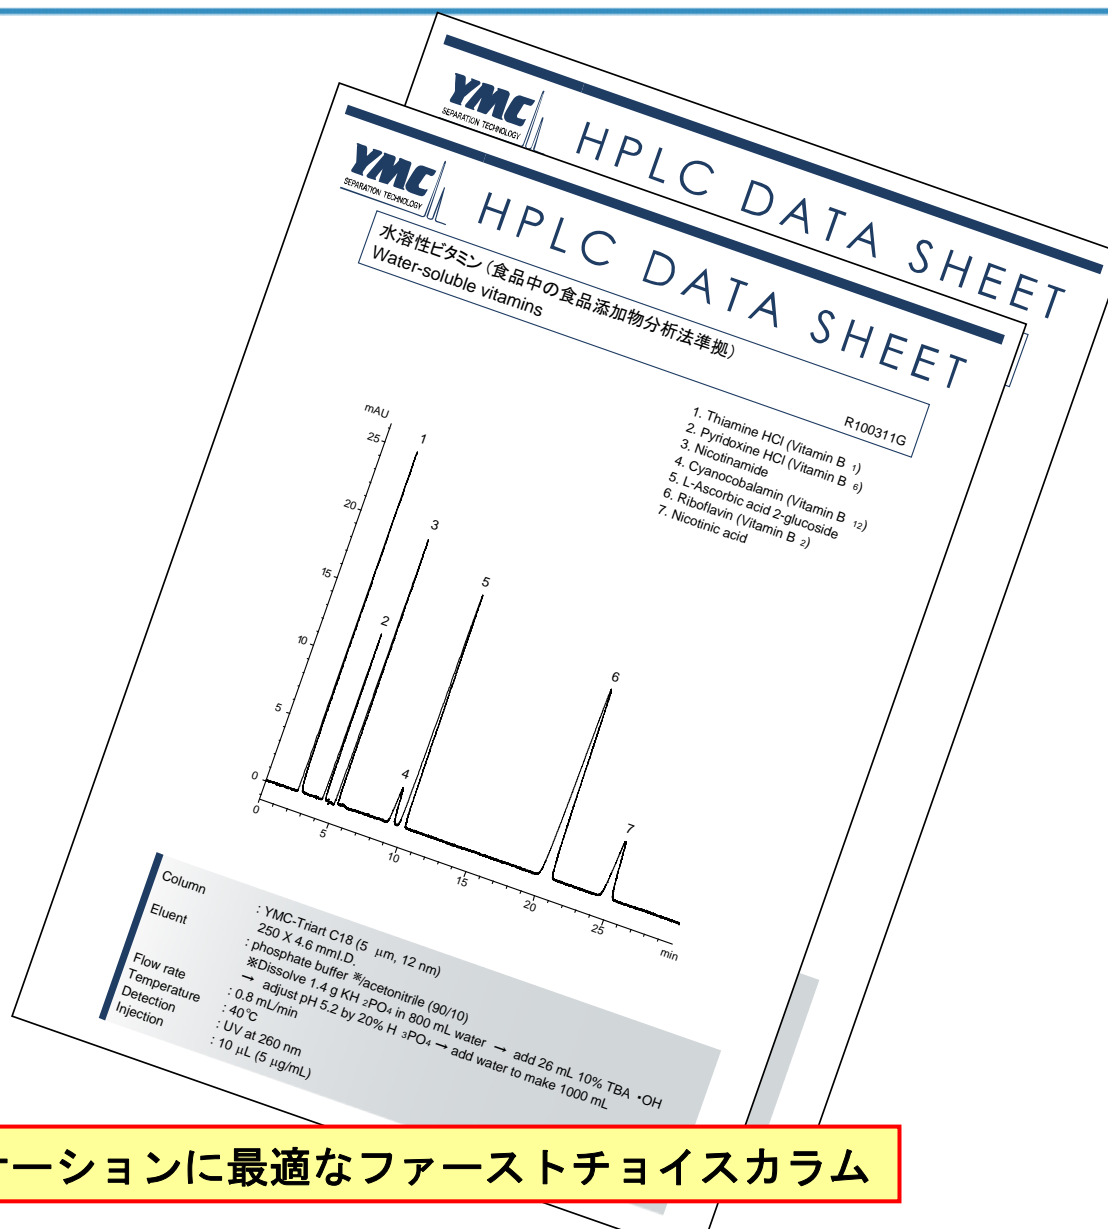 YMC
SEPARATION TECHNOLOGY
HPLC DATA SHEET
YMC
SEPARATION TECHNOLOGY
HPLC DATA SHEET
水溶性ビタミン（食品中の食品添加物分析法準拠）
Water-soluble vitamins
R100311G
1. Thiamine HCl (Vitamin B 1)
2. Pyridoxine HCl (Vitamin B 6)
3. Nicotinamide
4. Cyanocobalamin (Vitamin B 12)
5. L-Ascorbic acid 2-glucoside
6. Riboflavin (Vitamin B 2)
7. Nicotinic acid
mAU
25
20
15
10
5
0
1
2
3
4
5
6
7
0
5
10
15
20
25
min
Column : YMC-Triart C18 (5 μm, 12 nm)
250 X 4.6 mmI.D.
Eluent : phosphate buffer ※/acetonitrile (90/10)
※Dissolve 1.4 g KH 2PO4 in 800 mL water → add 26 mL 10% TBA •OH
→ adjust pH 5.2 by 20% H 3PO4 → add water to make 1000 mL
Flow rate : 0.8 mL/min
Temperature : 40°C
Detection : UV at 260 nm
Injection : 10 μL (5 μg/mL)
ーションに最適なファーストチョイスカラム